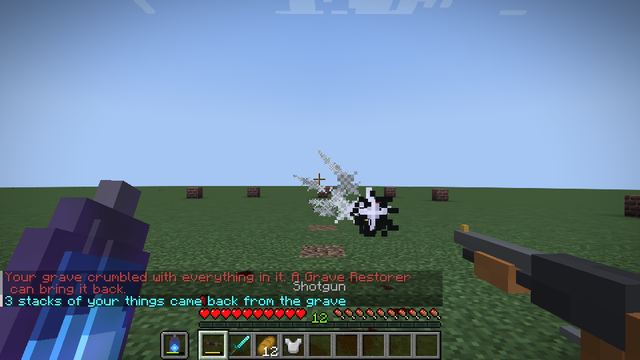 Your grave crumbled with everything in it. A Grave Restorer
can bring it back.
Shotgun
3 stacks of your things came back from the grave
12
12